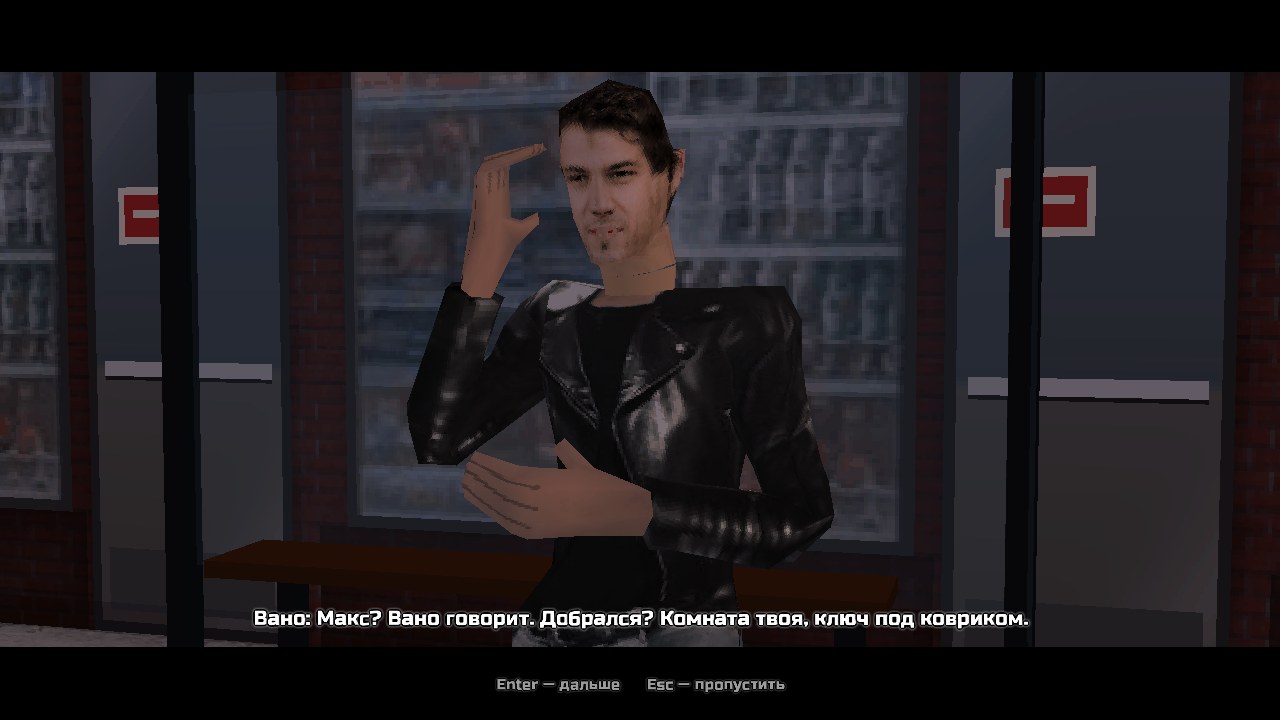 Вано: Макс? Вано говорит. Добрался? Комната твоя, ключ под ковриком.
Enter — дальше Esc — пропустить